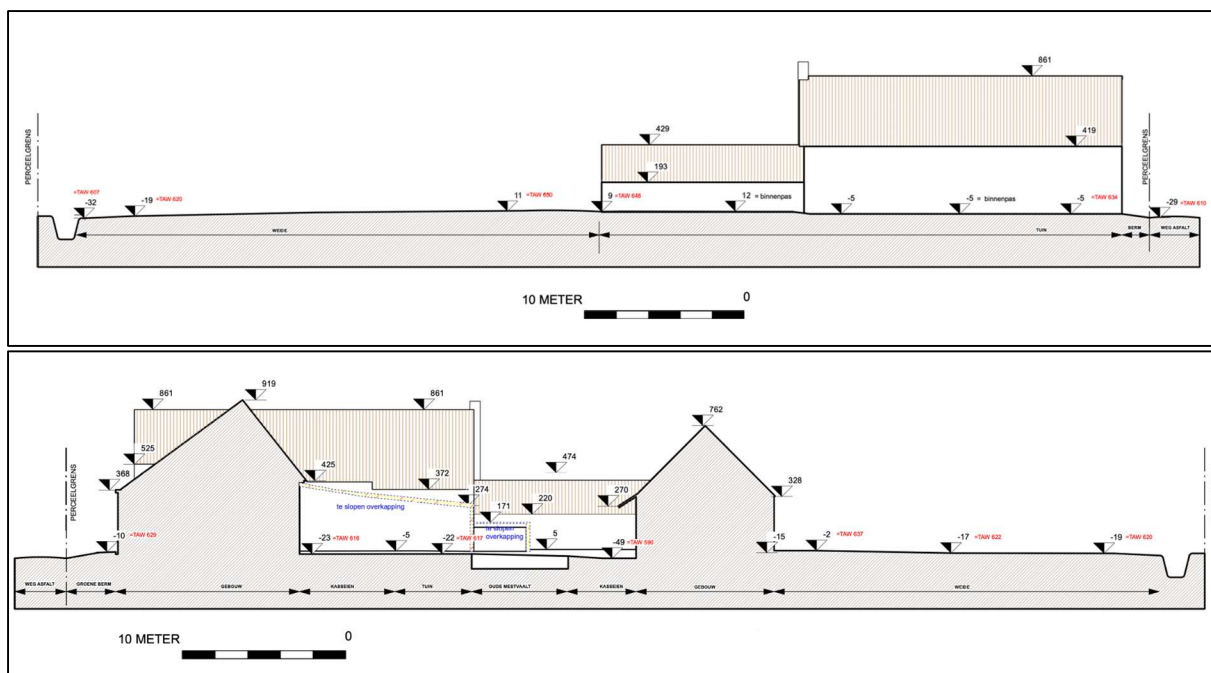 861
429
419
193
PERCEELGRENS
PERCEELGRENS
=TAW 607
-32
-19 =TAW 620
11 =TAW 650
9 =TAW 648
12 = binnenpas
-5
-5 = binnenpas
-5 =TAW 634
-29 =TAW 610
WEIDE
TUIN
BERM
WEG ASFALT
10 METER 0
919
861
861
762
525
474
PERCEELGRENS
PERCEELGRENS
368
425
372
274
270
328
171
220
te slopen overkapping
te slopen
overkapping
-10 =TAW 629
-23 =TAW 616
-5
-22 =TAW 617
5
-49 =TAW 590
-15
-2 =TAW 637
-17 =TAW 622
-19 =TAW 620
WEG ASFALT
GROENE BERM
GEBOUW
KASSEIEN
TUIN
OUDE MESTVAALT
KASSEIEN
GEBOUW
WEIDE
10 METER 0